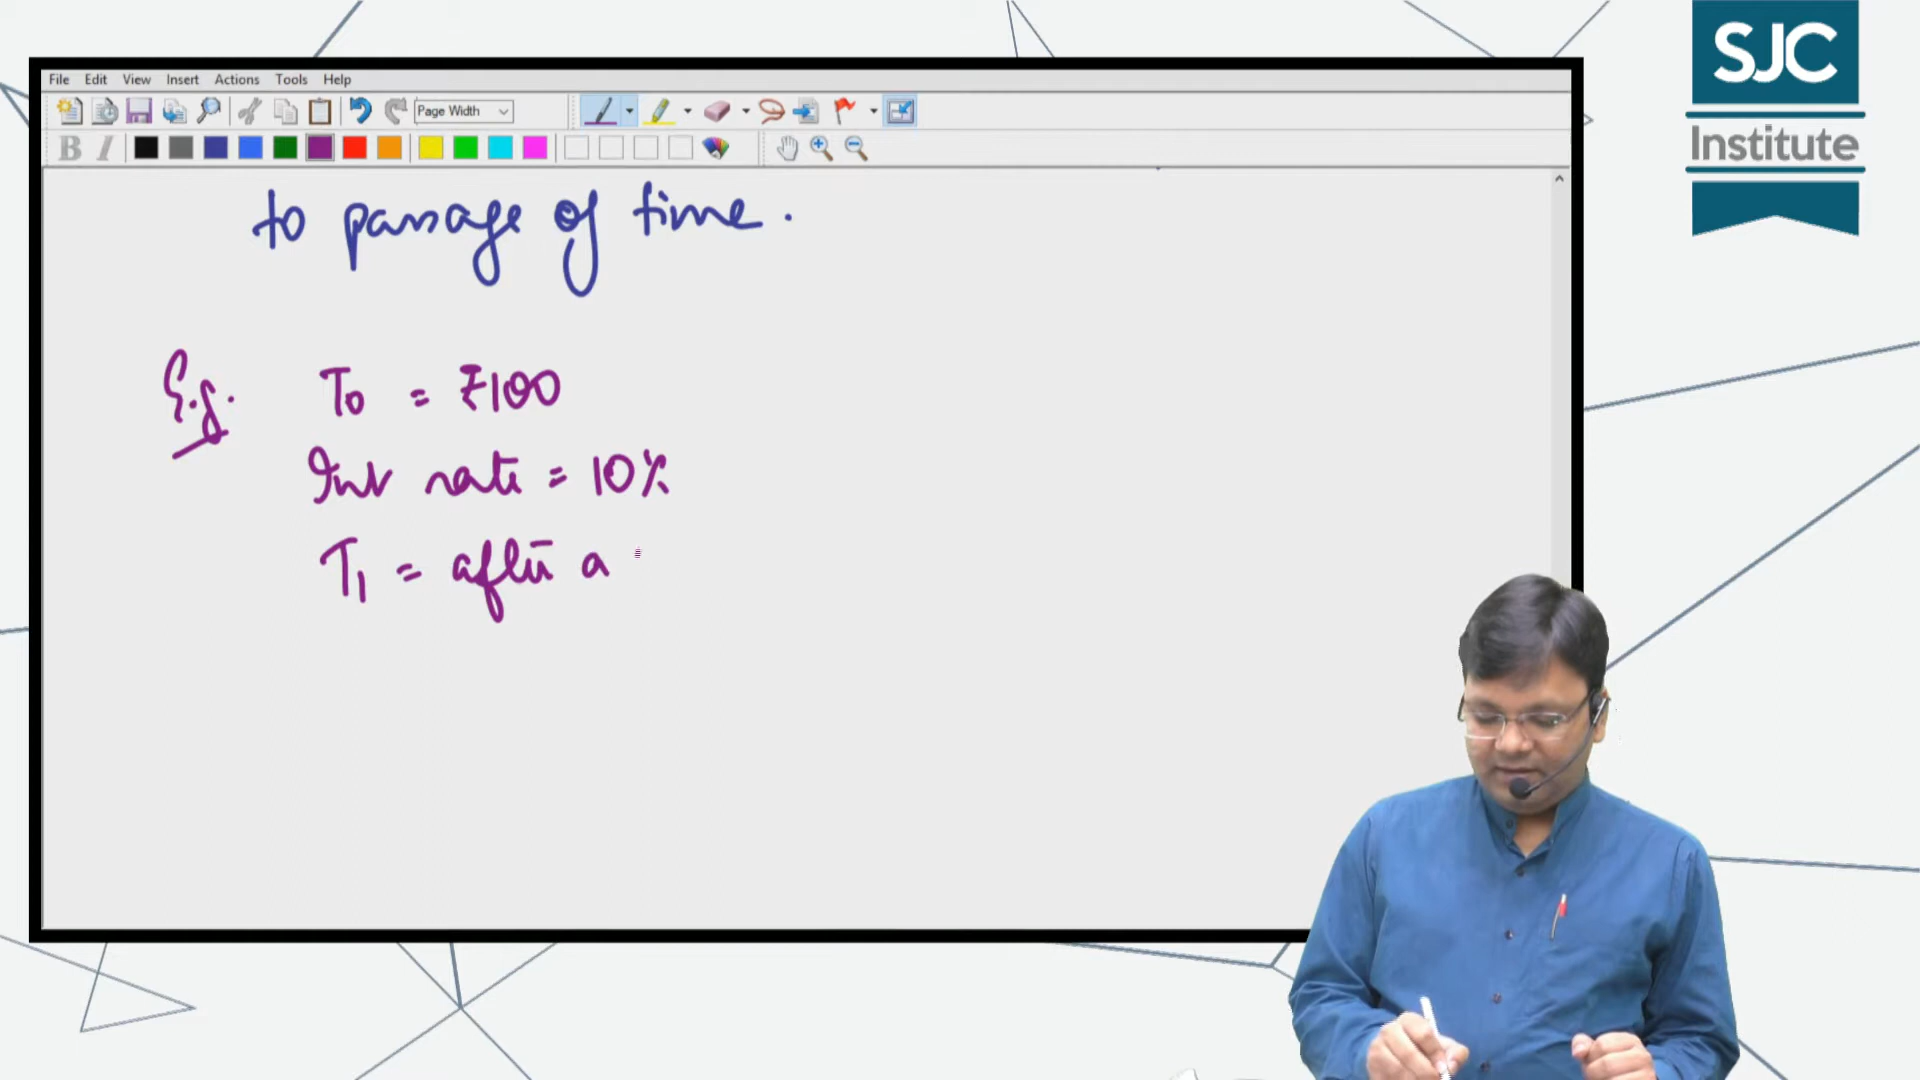 SJC
Institute
File Edit View Insert Actions Tools Help
Page Width
B I
to passage of time.
E.g. T0 = ₹100
Int rate = 10%
T1 = after a